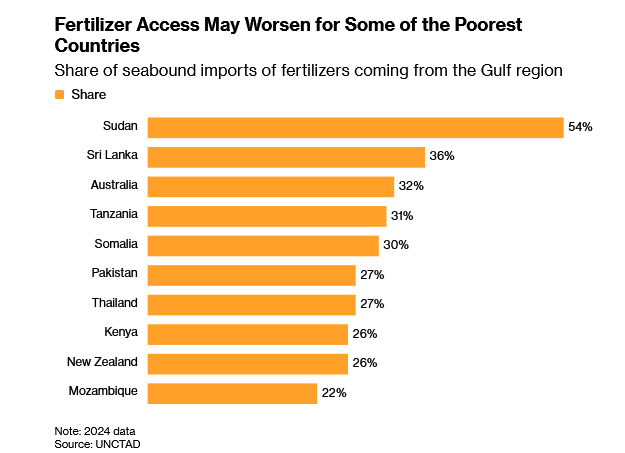 Fertilizer Access May Worsen for Some of the Poorest
Countries
Share of seabound imports of fertilizers coming from the Gulf region
Share
Sudan 54%
Sri Lanka 36%
Australia 32%
Tanzania 31%
Somalia 30%
Pakistan 27%
Thailand 27%
Kenya 26%
New Zealand 26%
Mozambique 22%
Note: 2024 data
Source: UNCTAD